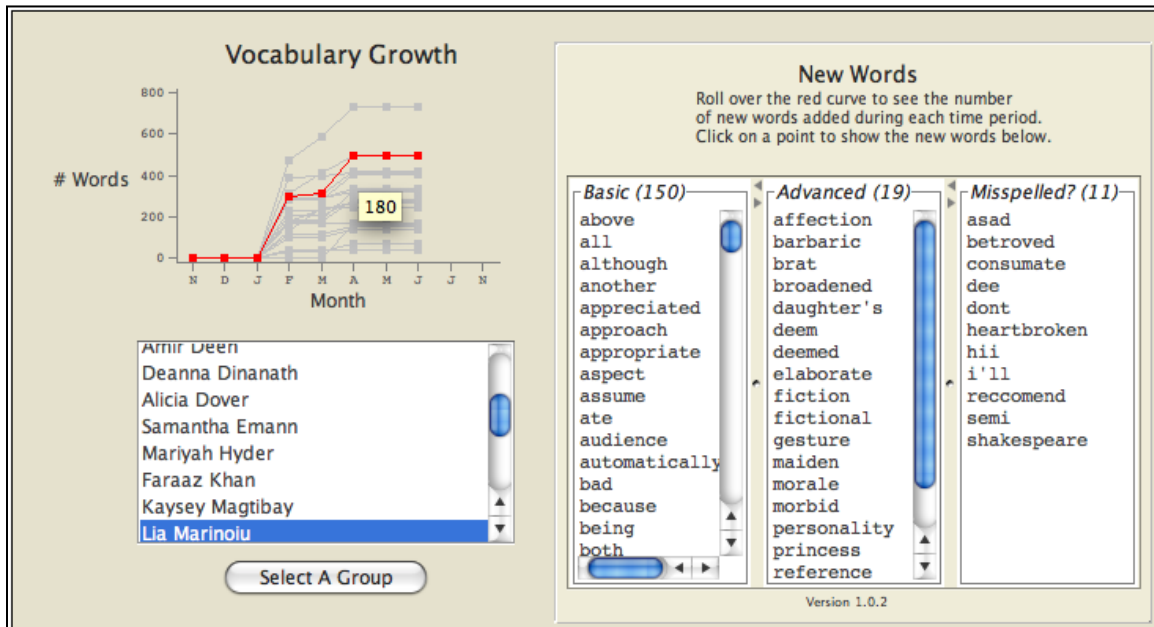 Vocabulary Growth
800
600
400
200
0
# Words
180
N D J F M A M J J N
Month
Amir Deen
Deanna Dinanath
Alicia Dover
Samantha Emann
Mariyah Hyder
Faraaz Khan
Kaysey Magtibay
Lia Marinoiu
Select A Group
New Words
Roll over the red curve to see the number
of new words added during each time period.
Click on a point to show the new words below.
Basic (150)
above
all
although
another
appreciated
approach
appropriate
aspect
assume
ate
audience
automatically
bad
because
being
both
Advanced (19)
affection
barbaric
brat
broadened
daughter's
deem
deemed
elaborate
fiction
fictional
gesture
maiden
morale
morbid
personality
princess
reference
Misspelled? (11)
asad
betroved
consumate
dee
dont
heartbroken
hii
i'll
reccomend
semi
shakespeare
Version 1.0.2